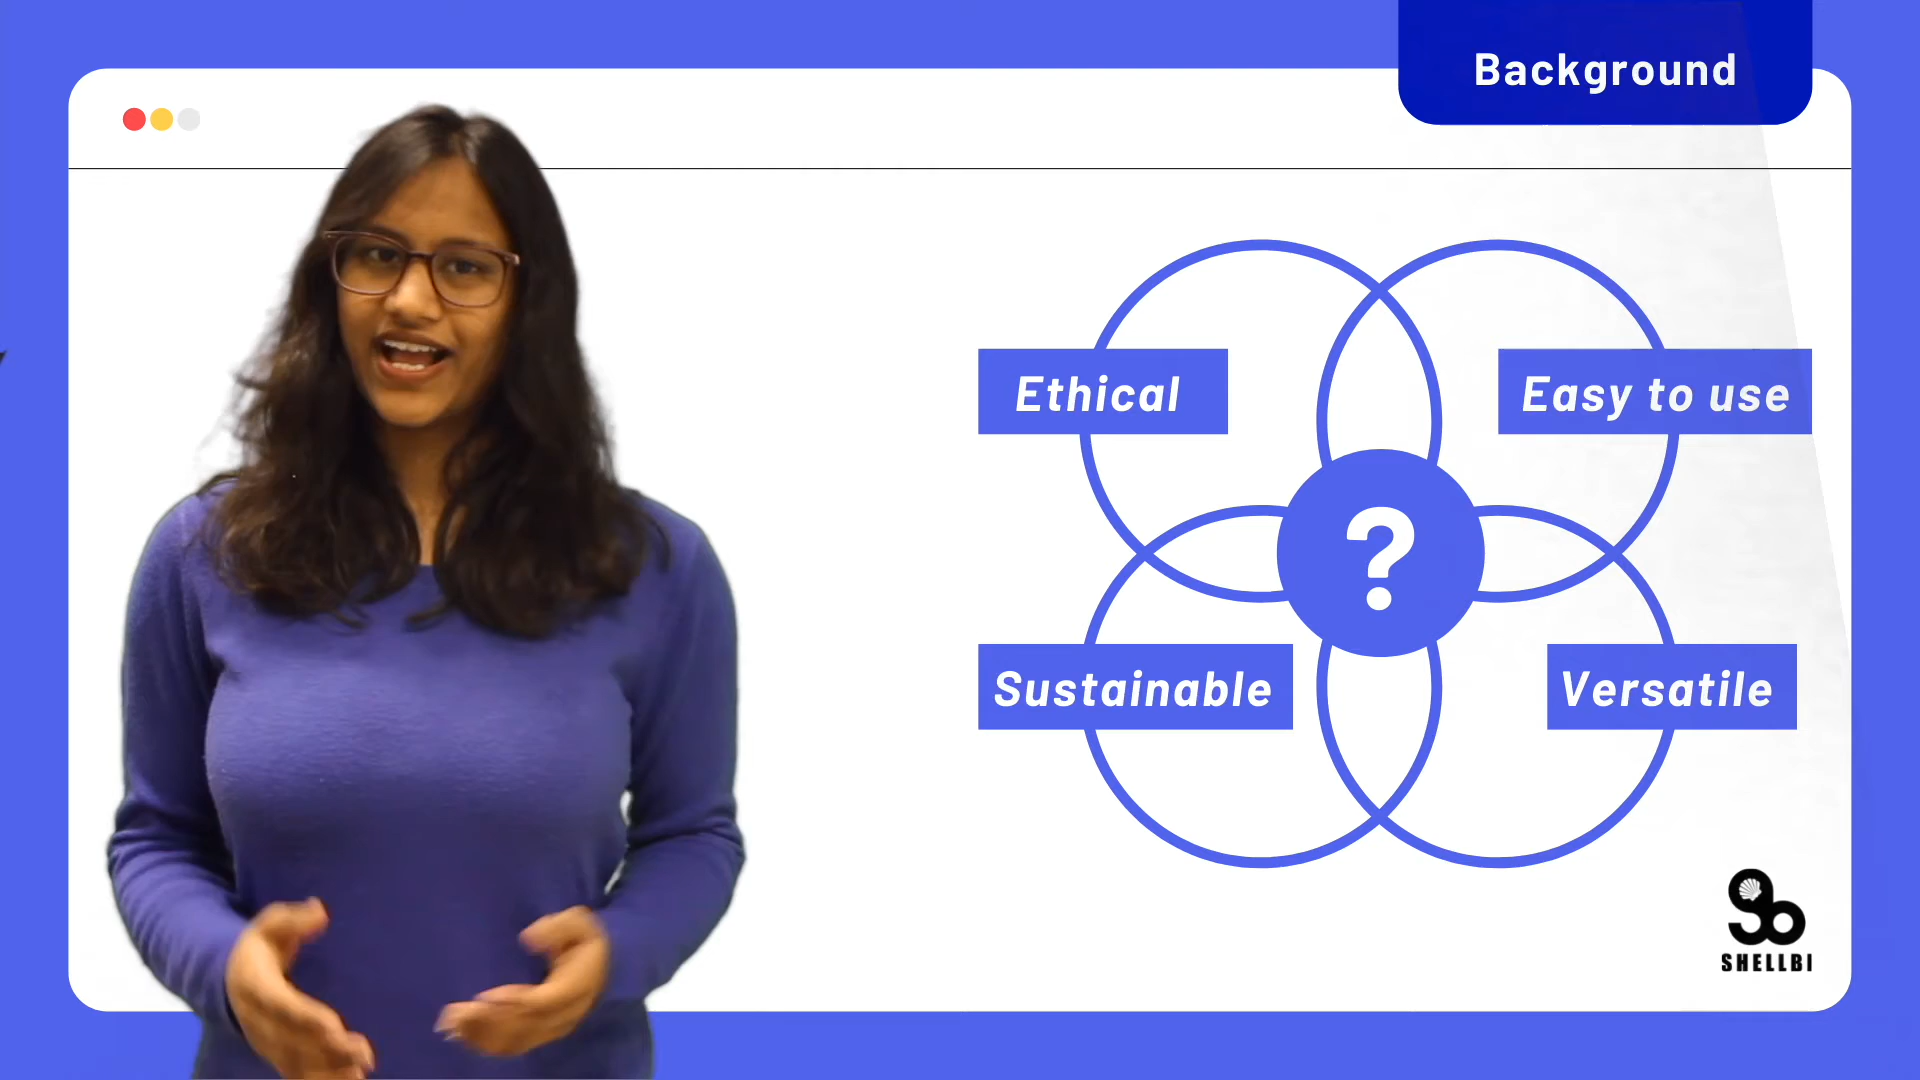 Background
Ethical
Easy to use
?
Sustainable
Versatile
SHELLBI